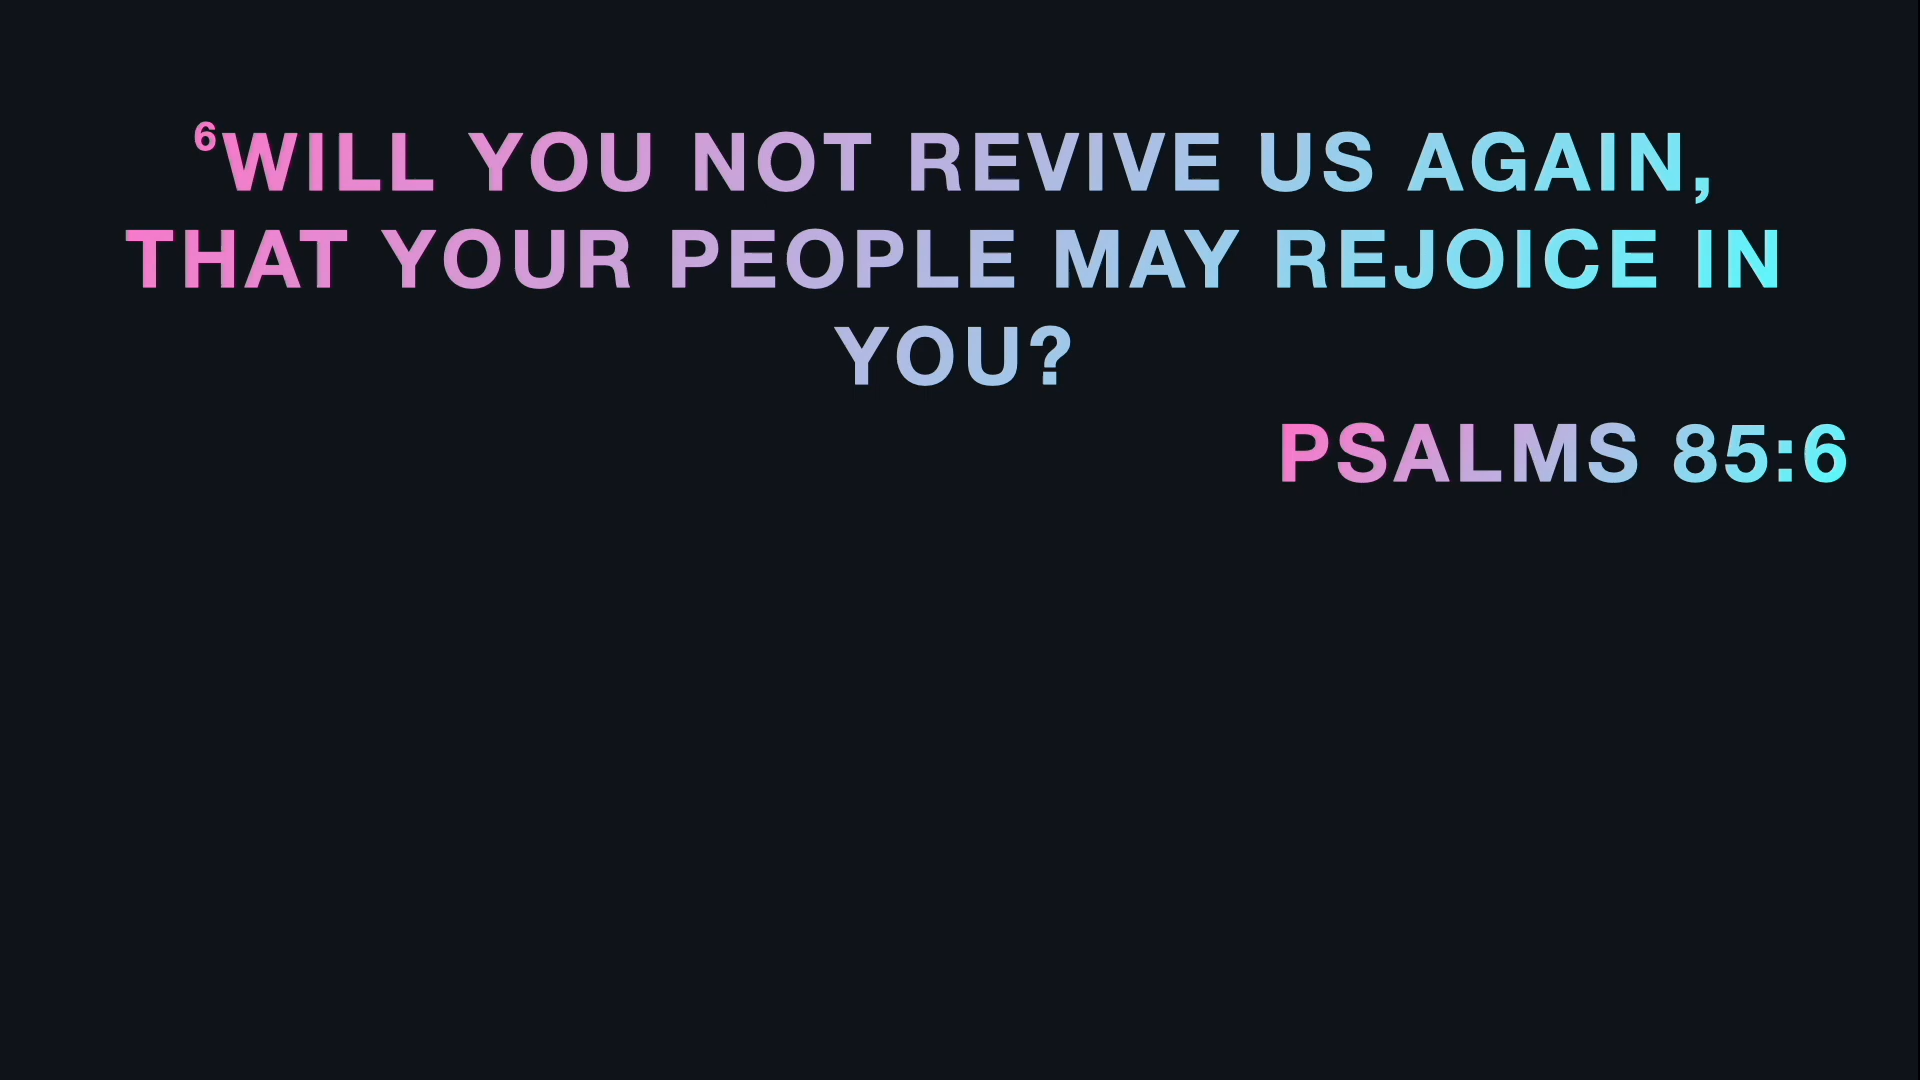 ⁶WILL YOU NOT REVIVE US AGAIN,
THAT YOUR PEOPLE MAY REJOICE IN
YOU?
PSALMS 85:6